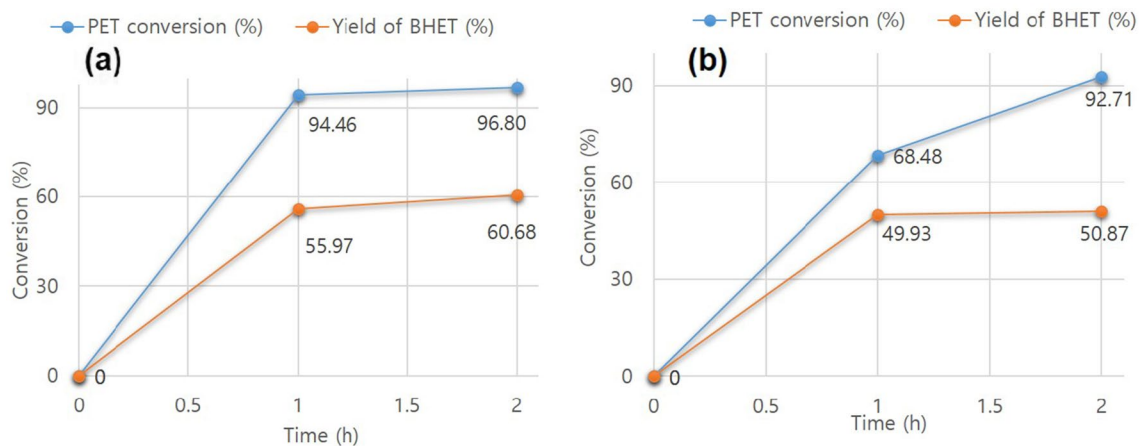 PET conversion (%) Yield of BHET (%)
(a)
90
60
30
0
Conversion (%)
94.46
96.80
55.97
60.68
0
0 0.5 1 1.5 2
Time (h)
PET conversion (%) Yield of BHET (%)
(b)
90
60
30
0
Conversion (%)
92.71
68.48
49.93
50.87
0
0 0.5 1 1.5 2
Time (h)